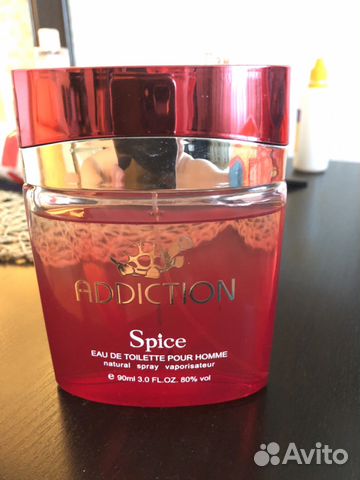 ADDICTION
Spice
EAU DE TOILETTE POUR HOMME
natural spray vaporisateur
e 90ml 3.0 FL.OZ. 80% vol
Avito